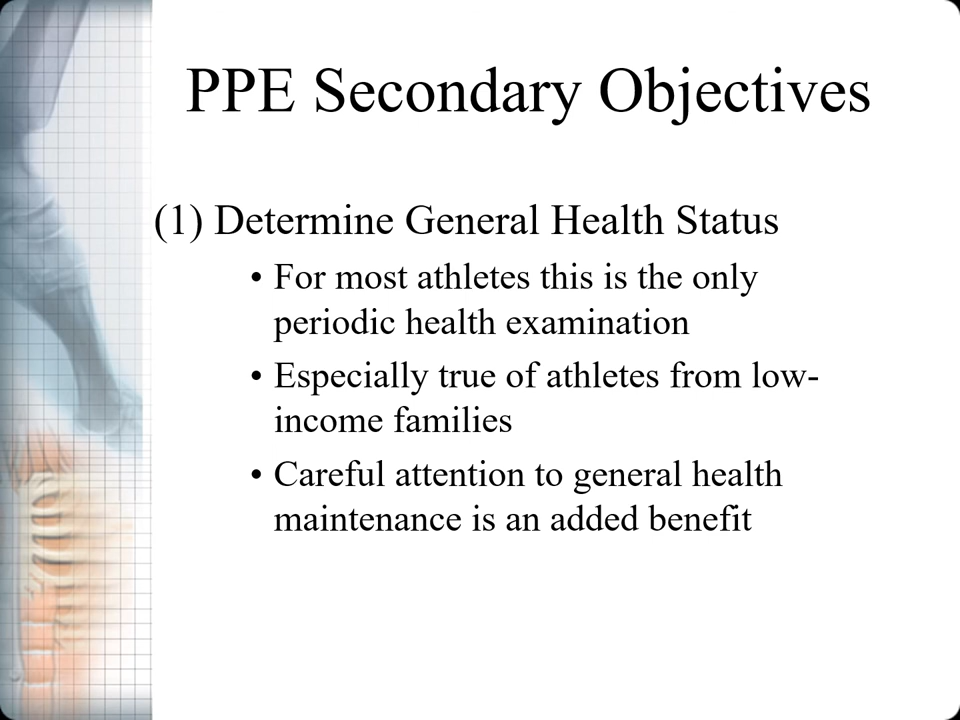 PPE Secondary Objectives
(1) Determine General Health Status
• For most athletes this is the only
periodic health examination
• Especially true of athletes from low-
income families
• Careful attention to general health
maintenance is an added benefit